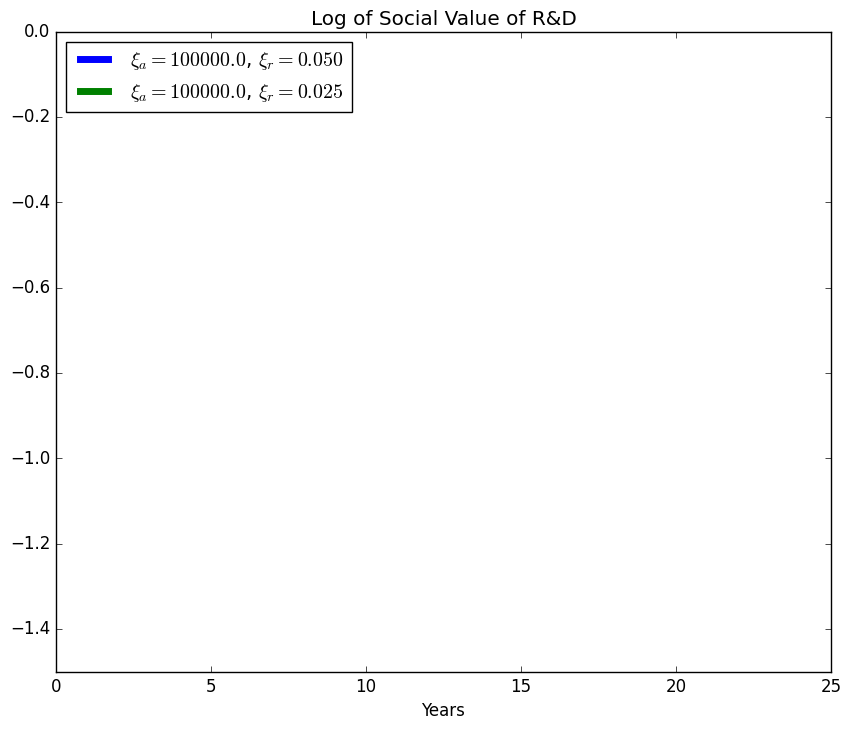 Log of Social Value of R&D
0.0
ξₐ = 100000.0, ξᵣ = 0.050
ξₐ = 100000.0, ξᵣ = 0.025
−0.2
−0.4
−0.6
−0.8
−1.0
−1.2
−1.4
0 5 10 15 20 25
Years